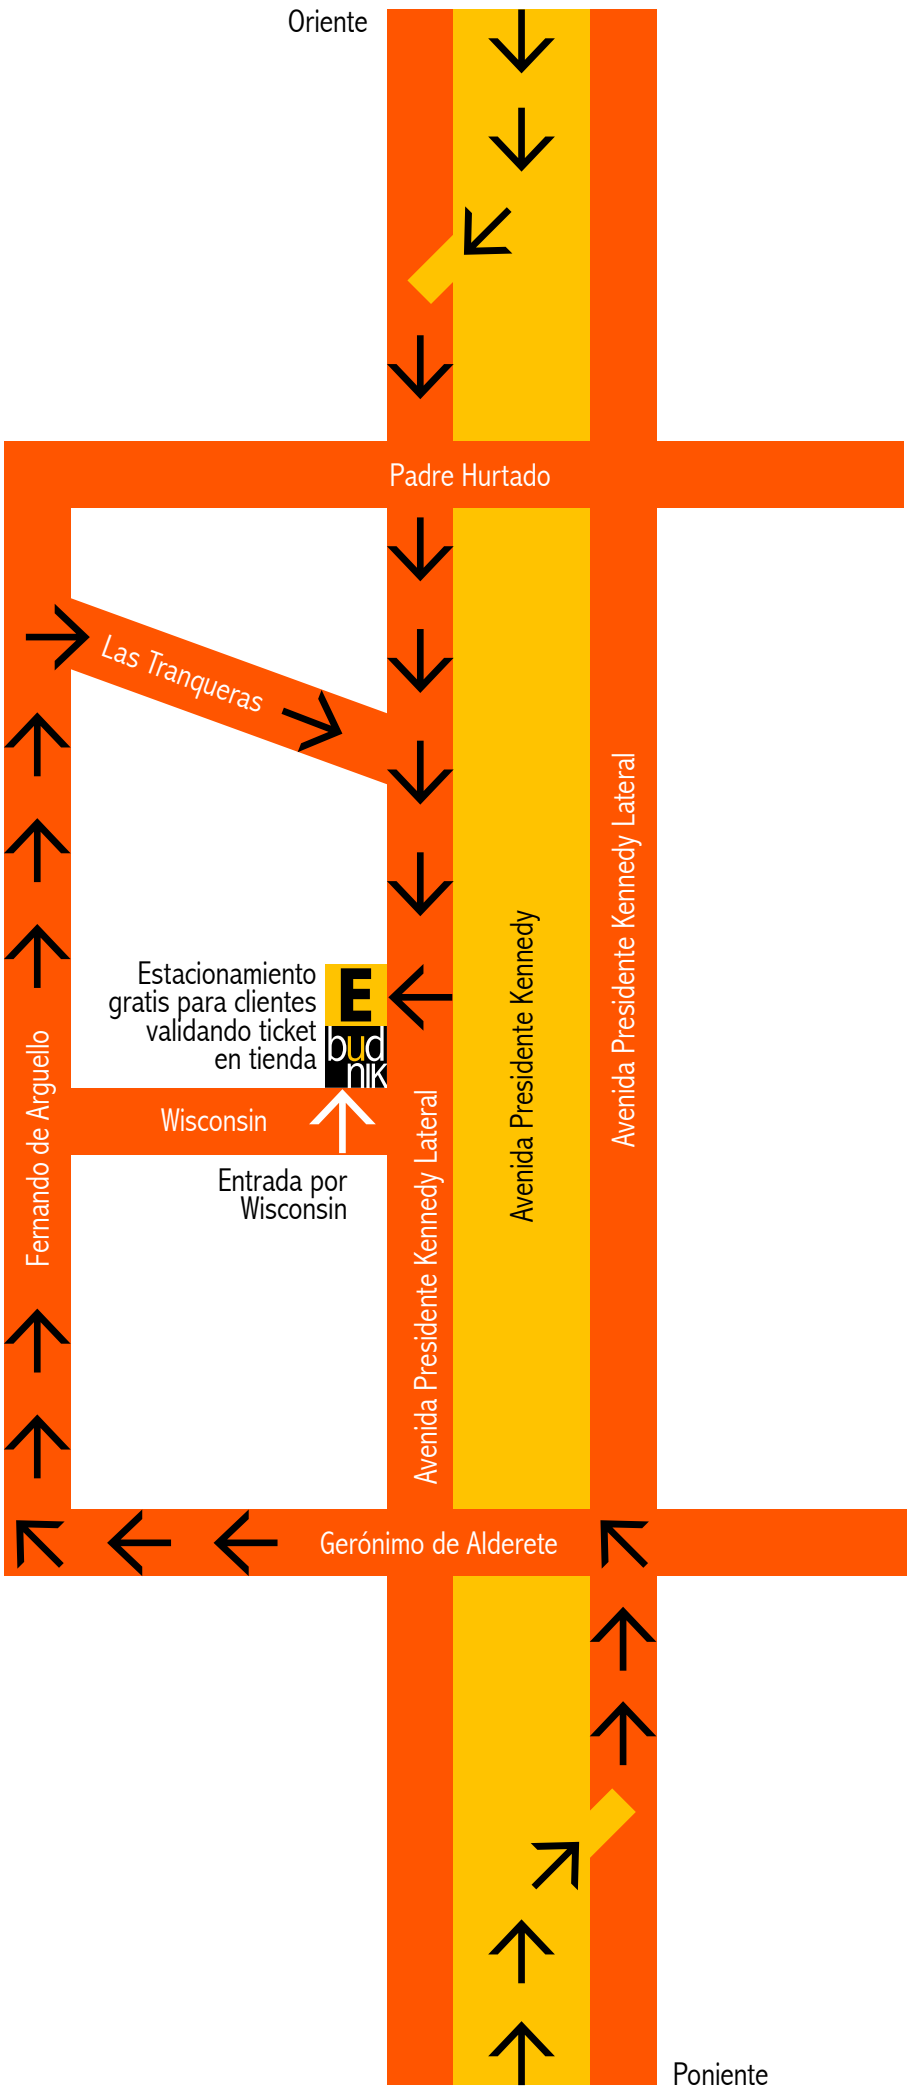 Oriente
Padre Hurtado
Las Tranqueras
Avenida Presidente Kennedy Lateral
Avenida Presidente Kennedy
Estacionamiento
gratis para clientes
validando ticket
en tienda
E
bud
nik
Fernando de Arguello
Wisconsin
Avenida Presidente Kennedy Lateral
Entrada por
Wisconsin
Gerónimo de Alderete
Poniente